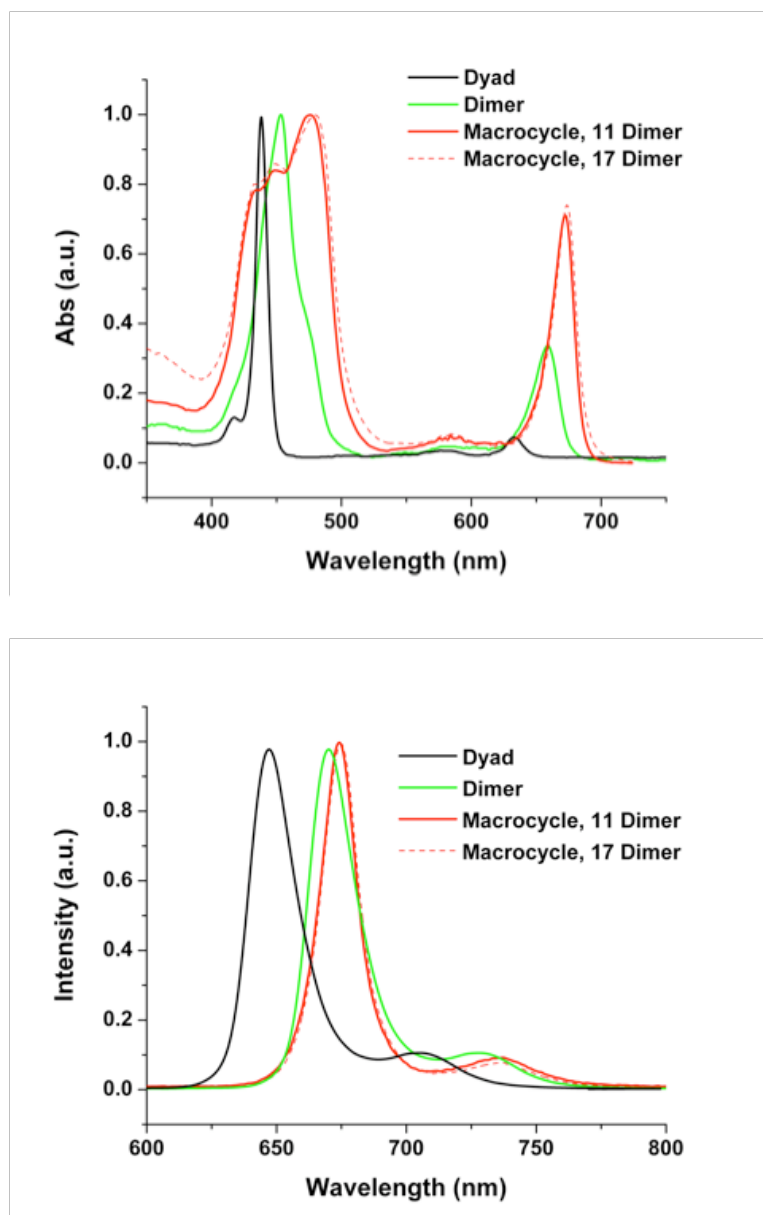 Dyad
Dimer
Macrocycle, 11 Dimer
Macrocycle, 17 Dimer
1.0
0.8
0.6
0.4
0.2
0.0
Abs (a.u.)
400 500 600 700
Wavelength (nm)
Dyad
Dimer
Macrocycle, 11 Dimer
Macrocycle, 17 Dimer
1.0
0.8
0.6
0.4
0.2
0.0
Intensity (a.u.)
600 650 700 750 800
Wavelength (nm)